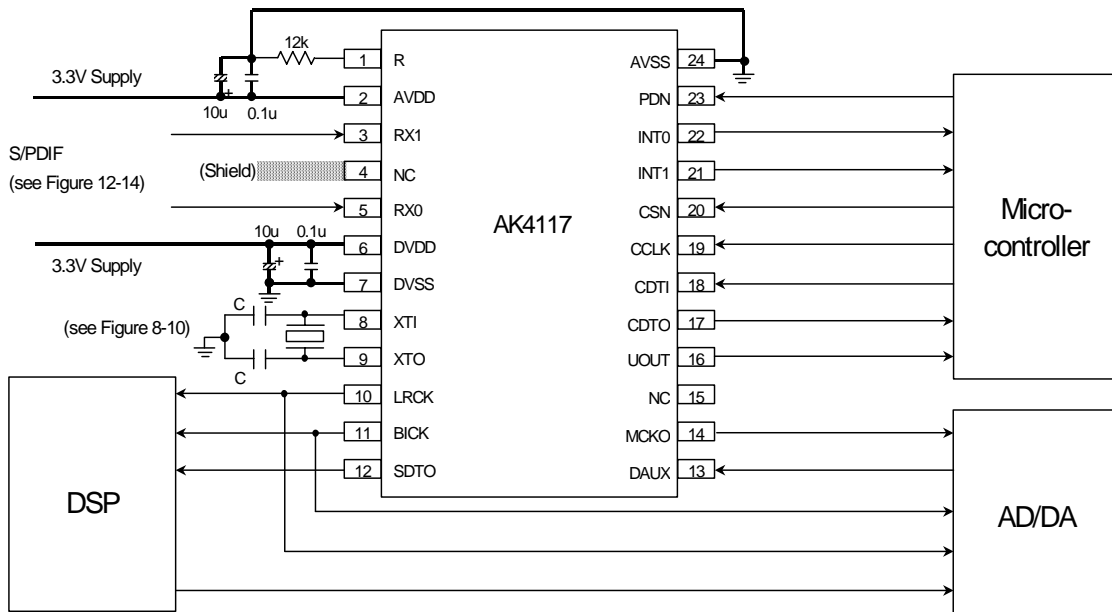 12k
1 R AVSS 24
3.3V Supply
2 AVDD PDN 23
10u + 0.1u
3 RX1 INT0 22
S/PDIF
(see Figure 12-14)
(Shield) 4 NC INT1 21
5 RX0 CSN 20
AK4117
Micro-
controller
10u + 0.1u
6 DVDD CCLK 19
3.3V Supply
7 DVSS CDTI 18
C
(see Figure 8-10)
8 XTI CDTO 17
9 XTO UOUT 16
C
10 LRCK NC 15
11 BICK MCKO 14
12 SDTO DAUX 13
DSP
AD/DA